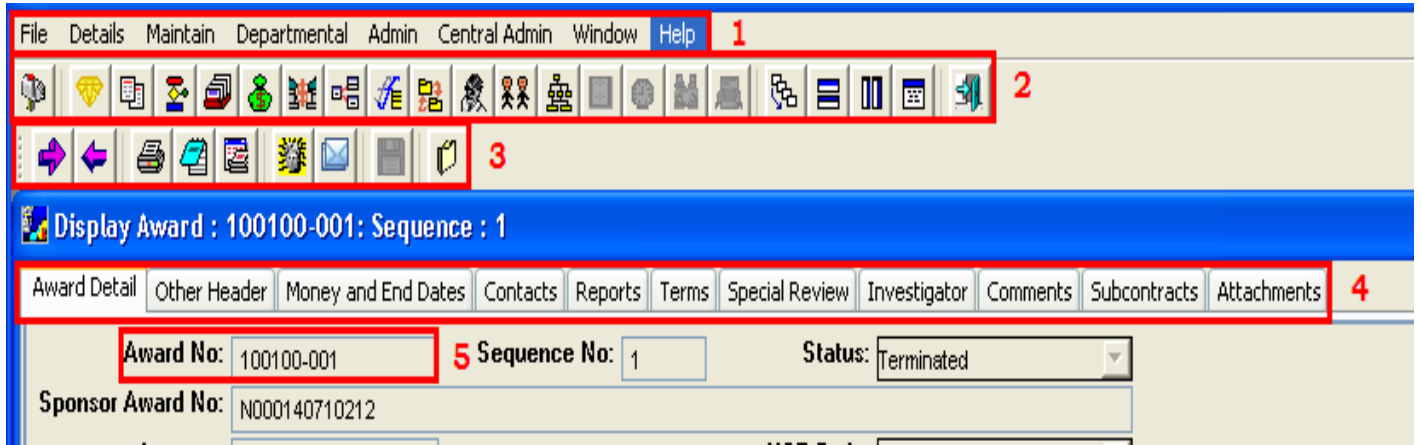 File Details Maintain Departmental Admin Central Admin Window Help 1
2
3
Display Award : 100100-001: Sequence : 1
Award Detail Other Header Money and End Dates Contacts Reports Terms Special Review Investigator Comments Subcontracts Attachments 4
Award No: 100100-001 5 Sequence No: 1 Status: Terminated
Sponsor Award No: N000140710212